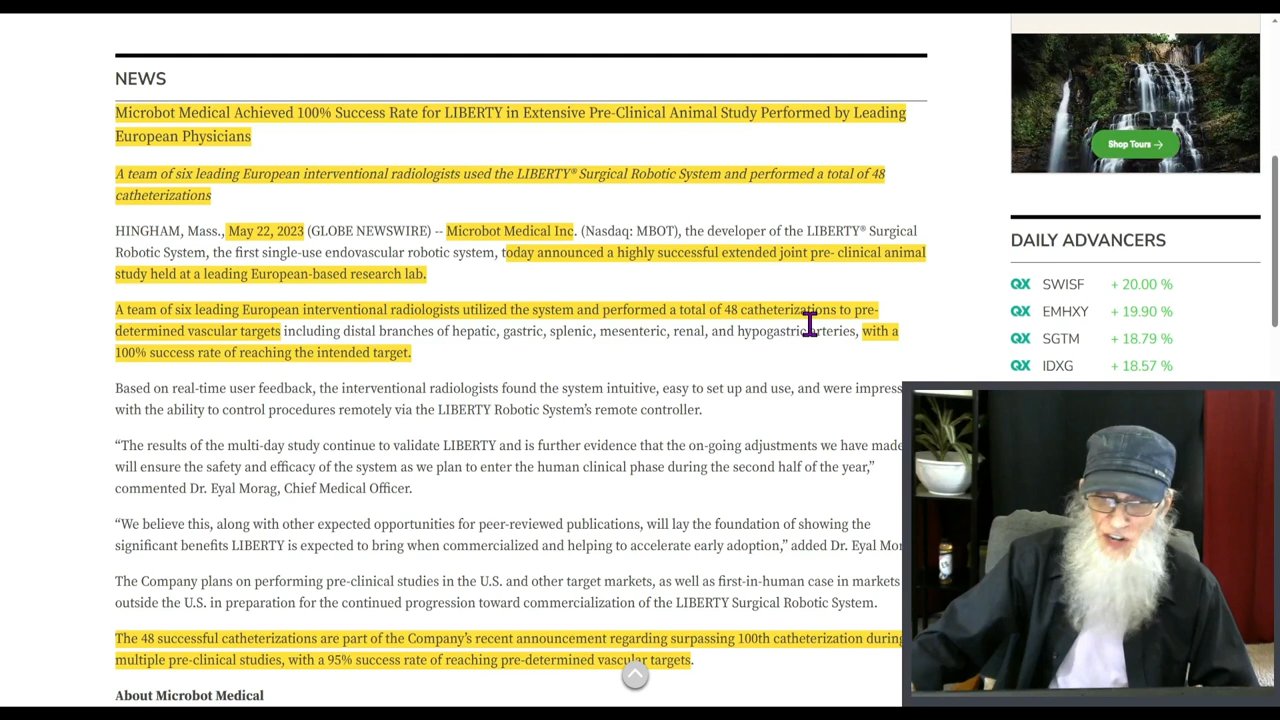 NEWS
Microbot Medical Achieved 100% Success Rate for LIBERTY in Extensive Pre-Clinical Animal Study Performed by Leading
European Physicians
A team of six leading European interventional radiologists used the LIBERTY® Surgical Robotic System and performed a total of 48
catheterizations
HINGHAM, Mass., May 22, 2023 (GLOBE NEWSWIRE) -- Microbot Medical Inc. (Nasdaq: MBOT), the developer of the LIBERTY® Surgical
Robotic System, the first single-use endovascular robotic system, today announced a highly successful extended joint pre- clinical animal
study held at a leading European-based research lab.
A team of six leading European interventional radiologists utilized the system and performed a total of 48 catheterizations to pre-
determined vascular targets including distal branches of hepatic, gastric, splenic, mesenteric, renal, and hypogastric arteries, with a
100% success rate of reaching the intended target.
Based on real-time user feedback, the interventional radiologists found the system intuitive, easy to set up and use, and were impress
with the ability to control procedures remotely via the LIBERTY Robotic System’s remote controller.
“The results of the multi-day study continue to validate LIBERTY and is further evidence that the on-going adjustments we have made
will ensure the safety and efficacy of the system as we plan to enter the human clinical phase during the second half of the year,”
commented Dr. Eyal Morag, Chief Medical Officer.
“We believe this, along with other expected opportunities for peer-reviewed publications, will lay the foundation of showing the
significant benefits LIBERTY is expected to bring when commercialized and helping to accelerate early adoption,” added Dr. Eyal Mor
The Company plans on performing pre-clinical studies in the U.S. and other target markets, as well as first-in-human case in markets
outside the U.S. in preparation for the continued progression toward commercialization of the LIBERTY Surgical Robotic System.
The 48 successful catheterizations are part of the Company’s recent announcement regarding surpassing 100th catheterization during
multiple pre-clinical studies, with a 95% success rate of reaching pre-determined vascular targets.
About Microbot Medical
Shop Tours →
DAILY ADVANCERS
QX SWISF + 20.00 %
QX EMHXY + 19.90 %
QX SGTM + 18.79 %
QX IDXG + 18.57 %